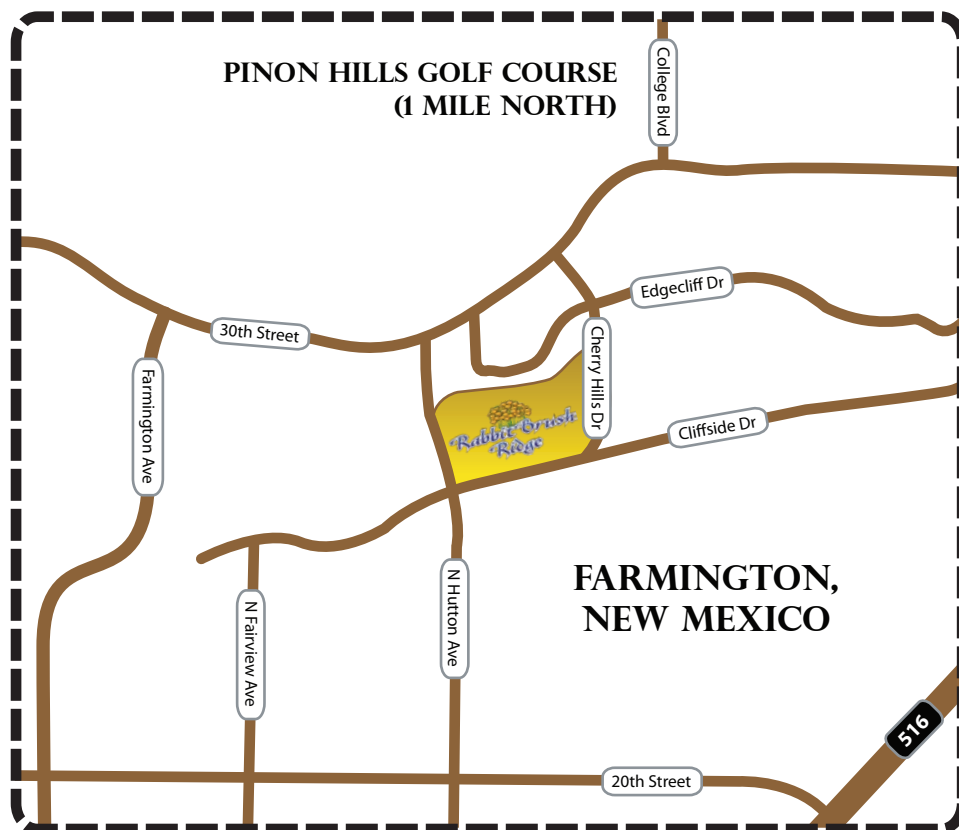 PINON HILLS GOLF COURSE
(1 MILE NORTH)
College Blvd
Edgecliff Dr
30th Street
Cherry Hills Dr
Farmington Ave
Rabbit Brush
Ridge
Cliffside Dr
FARMINGTON,
NEW MEXICO
N Hutton Ave
N Fairview Ave
516
20th Street